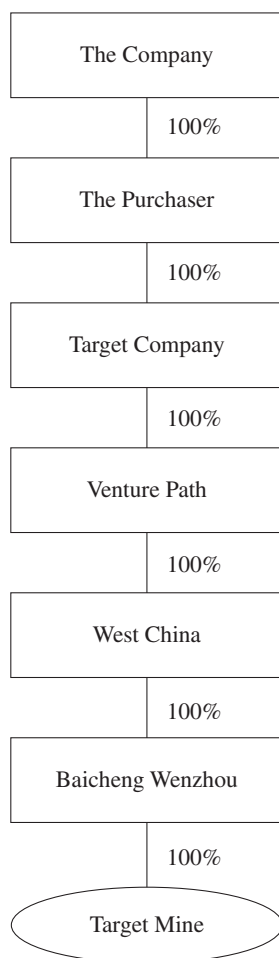 The Company
100%
The Purchaser
100%
Target Company
100%
Venture Path
100%
West China
100%
Baicheng Wenzhou
100%
Target Mine